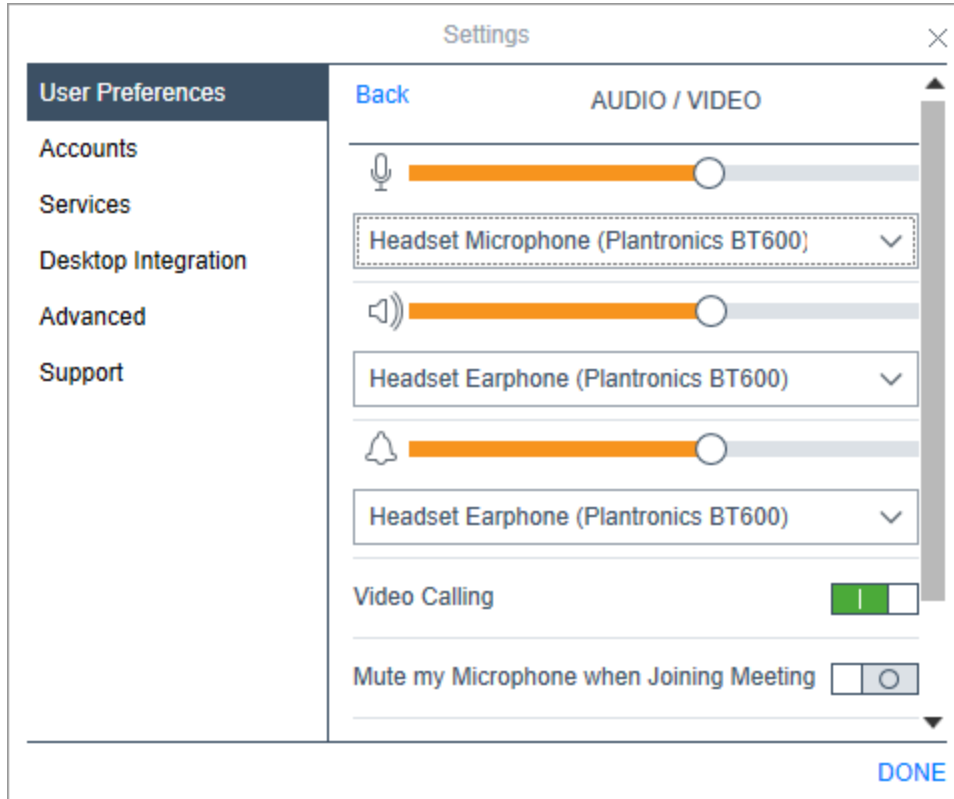 Settings
User Preferences
Accounts
Services
Desktop Integration
Advanced
Support
Back
AUDIO / VIDEO
Headset Microphone (Plantronics BT600)
Headset Earphone (Plantronics BT600)
Headset Earphone (Plantronics BT600)
Video Calling
Mute my Microphone when Joining Meeting
DONE